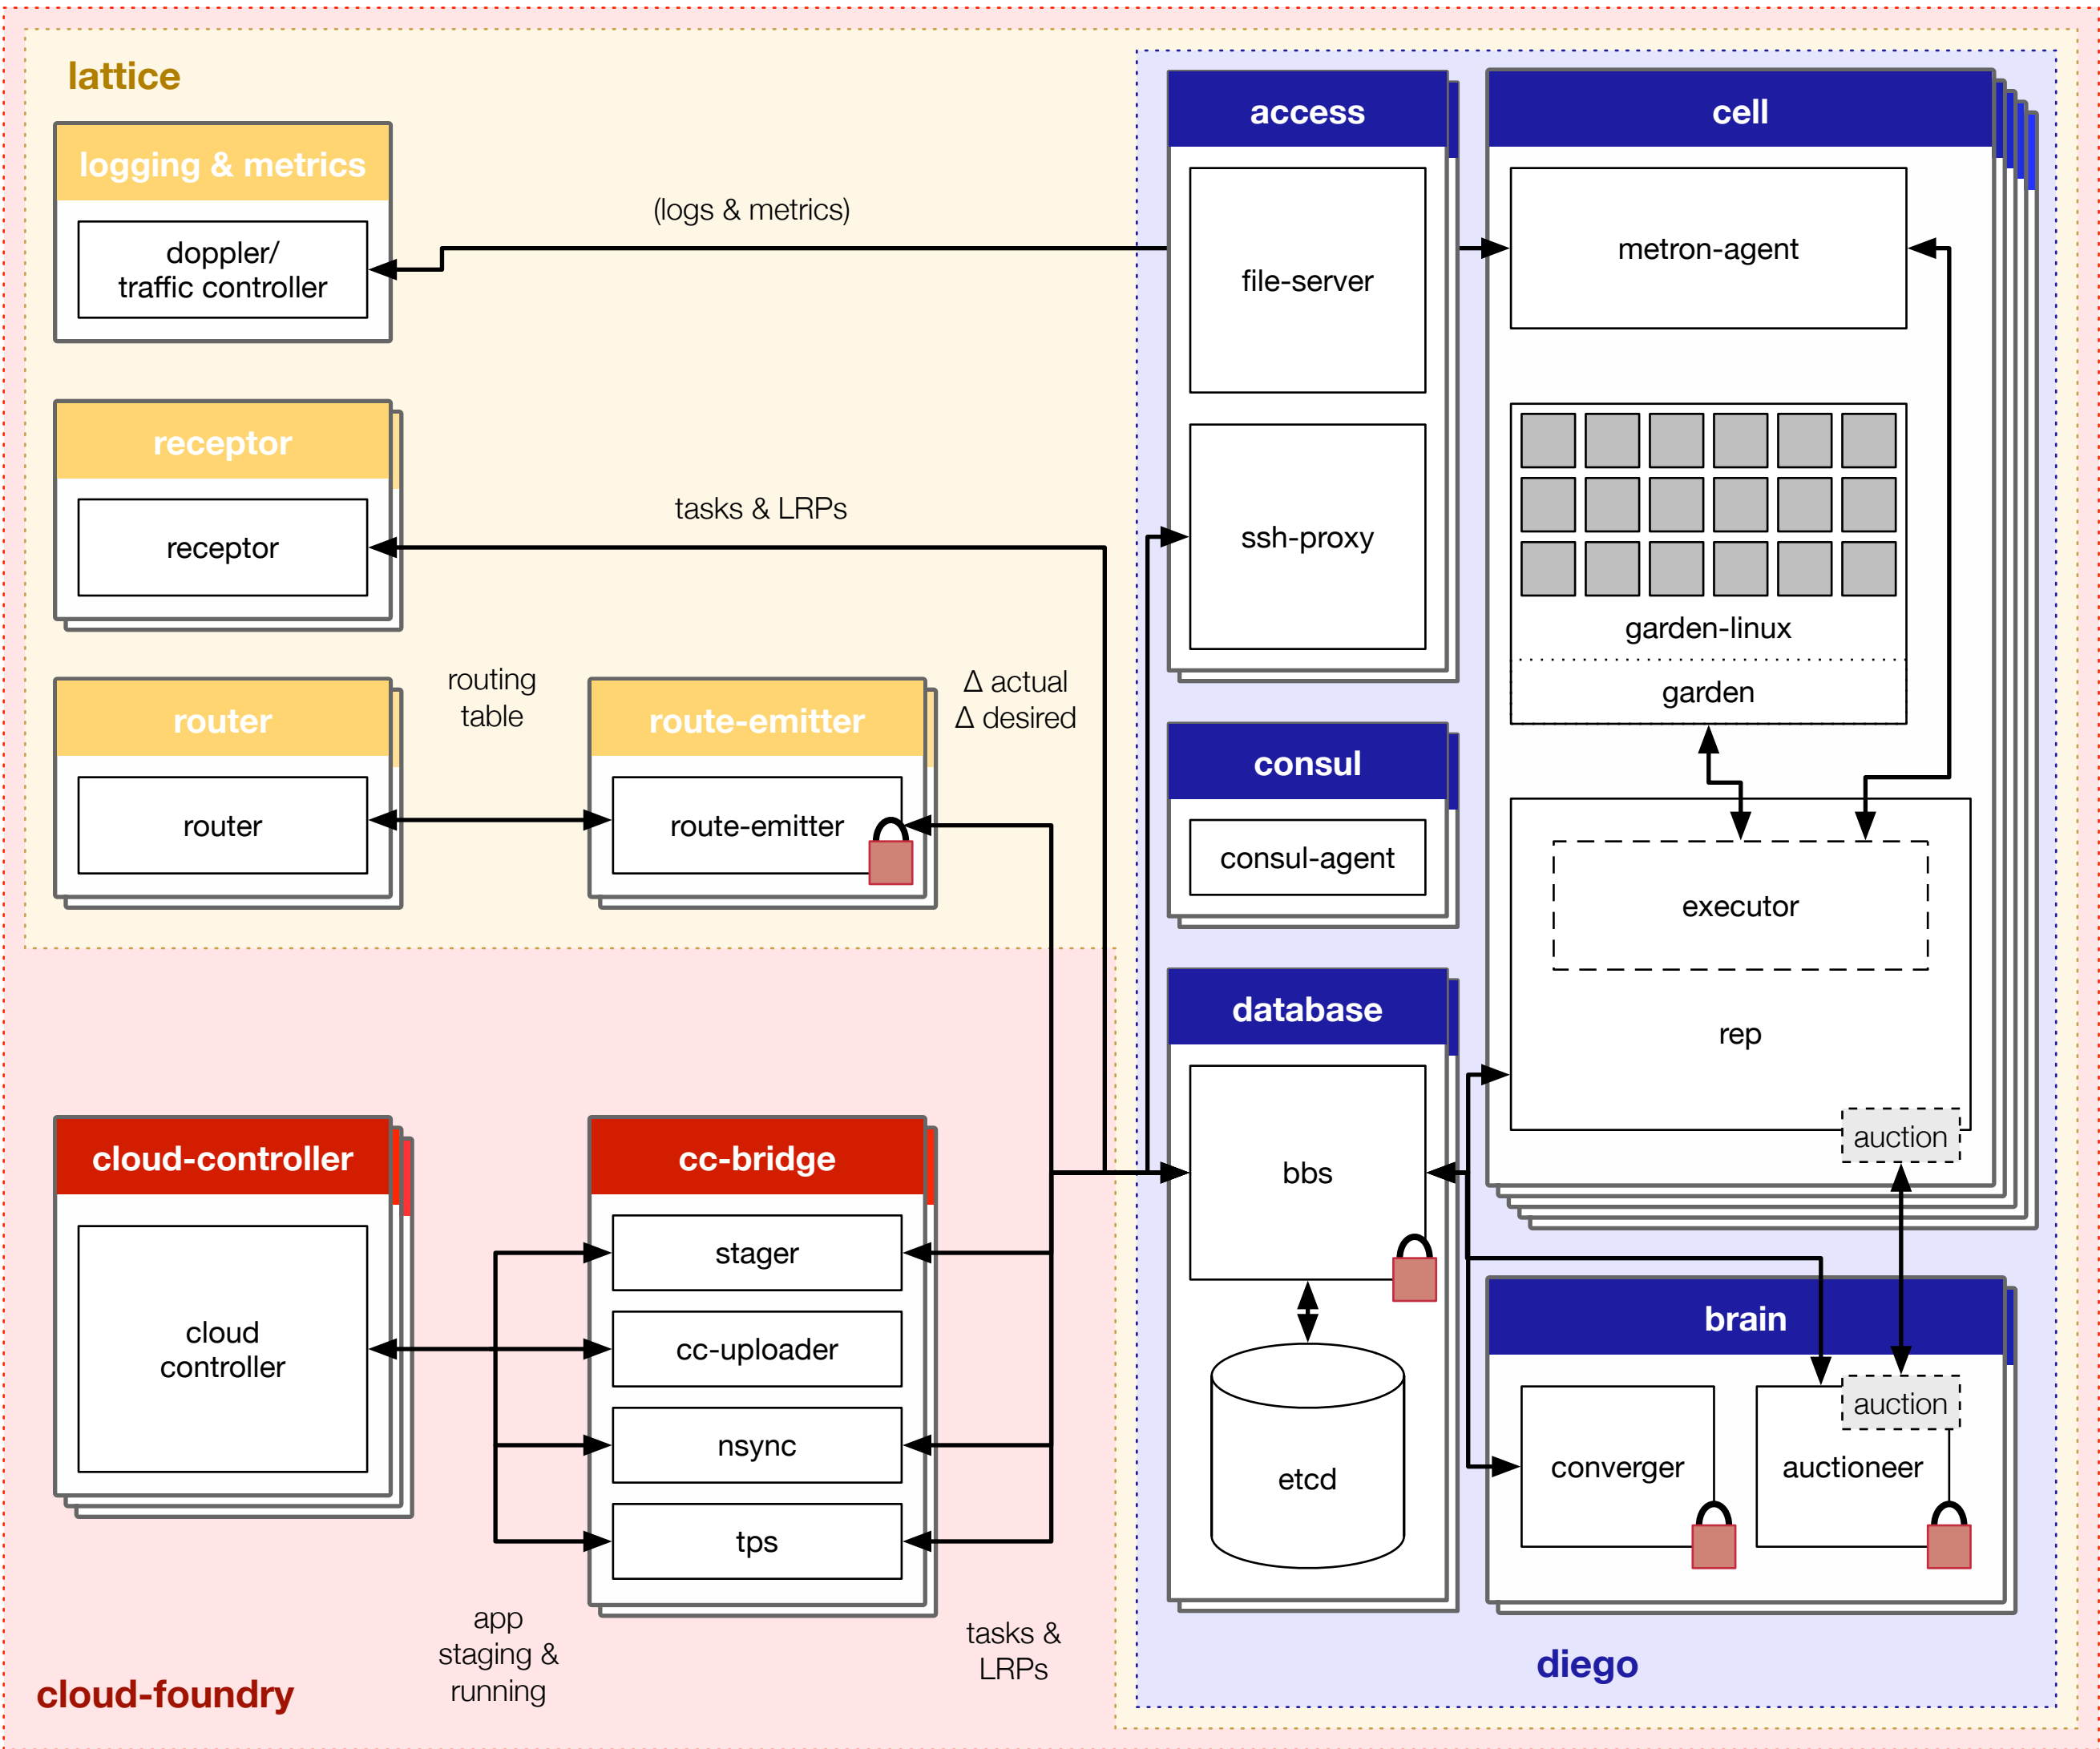 lattice
logging & metrics
doppler/
traffic controller
(logs & metrics)
receptor
receptor
tasks & LRPs
router
router
routing
table
route-emitter
route-emitter
Δ actual
Δ desired
access
file-server
ssh-proxy
consul
consul-agent
database
bbs
etcd
cell
metron-agent
garden-linux
garden
executor
rep
auction
brain
auction
converger
auctioneer
diego
cloud-controller
cloud
controller
cc-bridge
stager
cc-uploader
nsync
tps
app
staging &
running
tasks &
LRPs
cloud-foundry